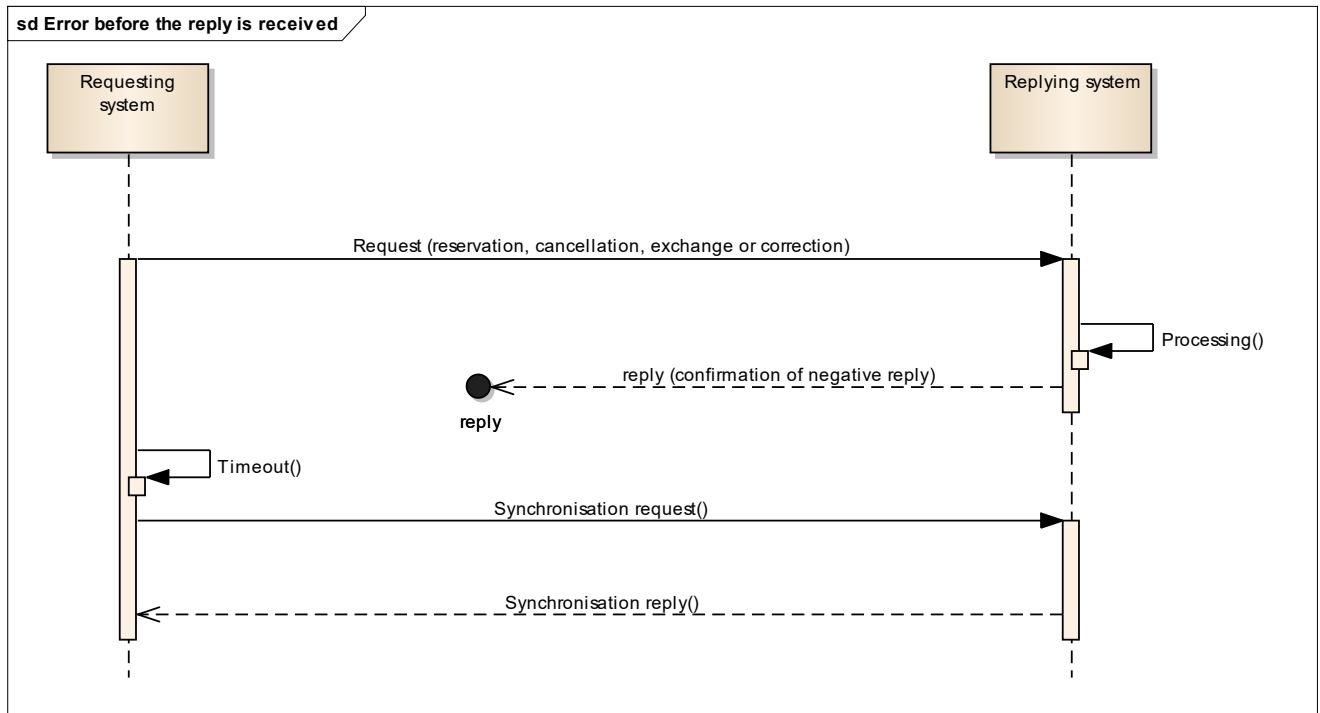 sd Error before the reply is received
Requesting
system
Replying system
Request (reservation, cancellation, exchange or correction)
Processing()
reply (confirmation of negative reply)
reply
Timeout()
Synchronisation request()
Synchronisation reply()